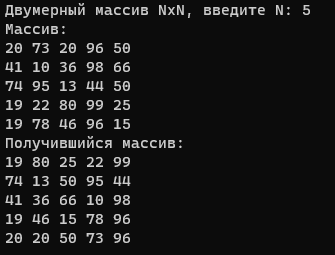 Двумерный массив NxN, введите N: 5
Массив:
20 73 20 96 50
41 10 36 98 66
74 95 13 44 50
19 22 80 99 25
19 78 46 96 15
Получившийся массив:
19 80 25 22 99
74 13 50 95 44
41 36 66 10 98
19 46 15 78 96
20 20 50 73 96